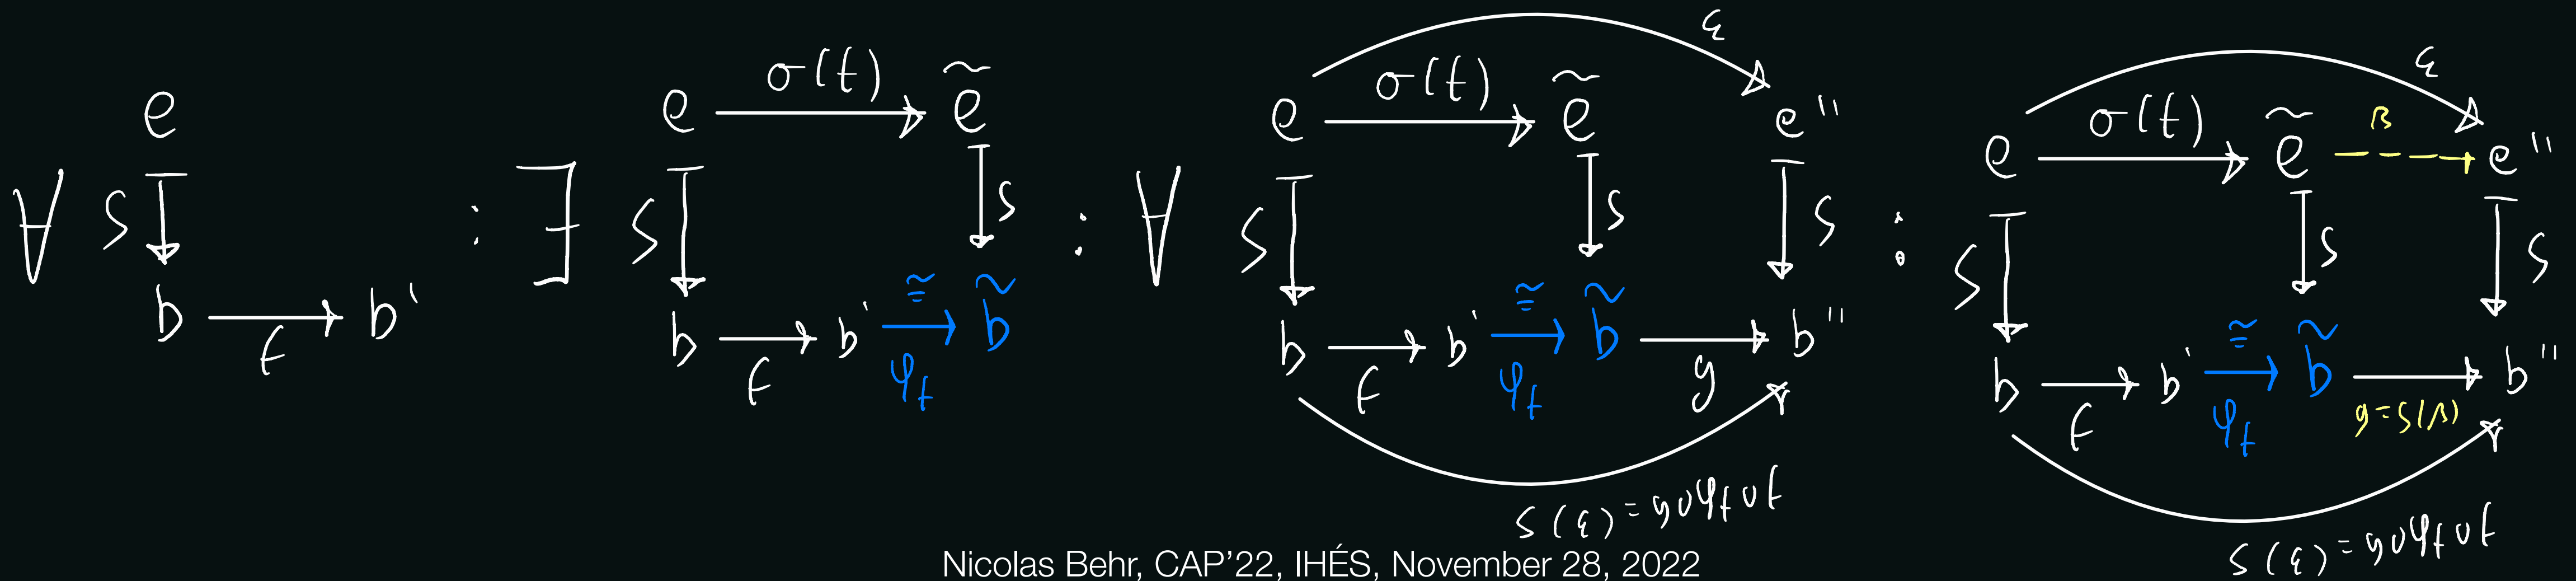 ∀ e S b f b' : ∃ e σ(f) ẽ S S b f b' ≅ φ_f b̃ : ∀ e σ(f) ẽ ε e'' S S S b f b' ≅ φ_f b̃ g b'' S(ε) = g∘φ_f∘f : e σ(f) ẽ β e'' ε S S S b f b' ≅ φ_f b̃ g=S(β) b'' S(ε) = g∘φ_f∘f
Nicolas Behr, CAP'22, IHÉS, November 28, 2022